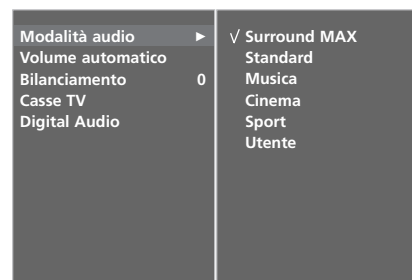 Modalità audio ►
Volume automatico
Bilanciamento 0
Casse TV
Digital Audio
√ Surround MAX
Standard
Musica
Cinema
Sport
Utente